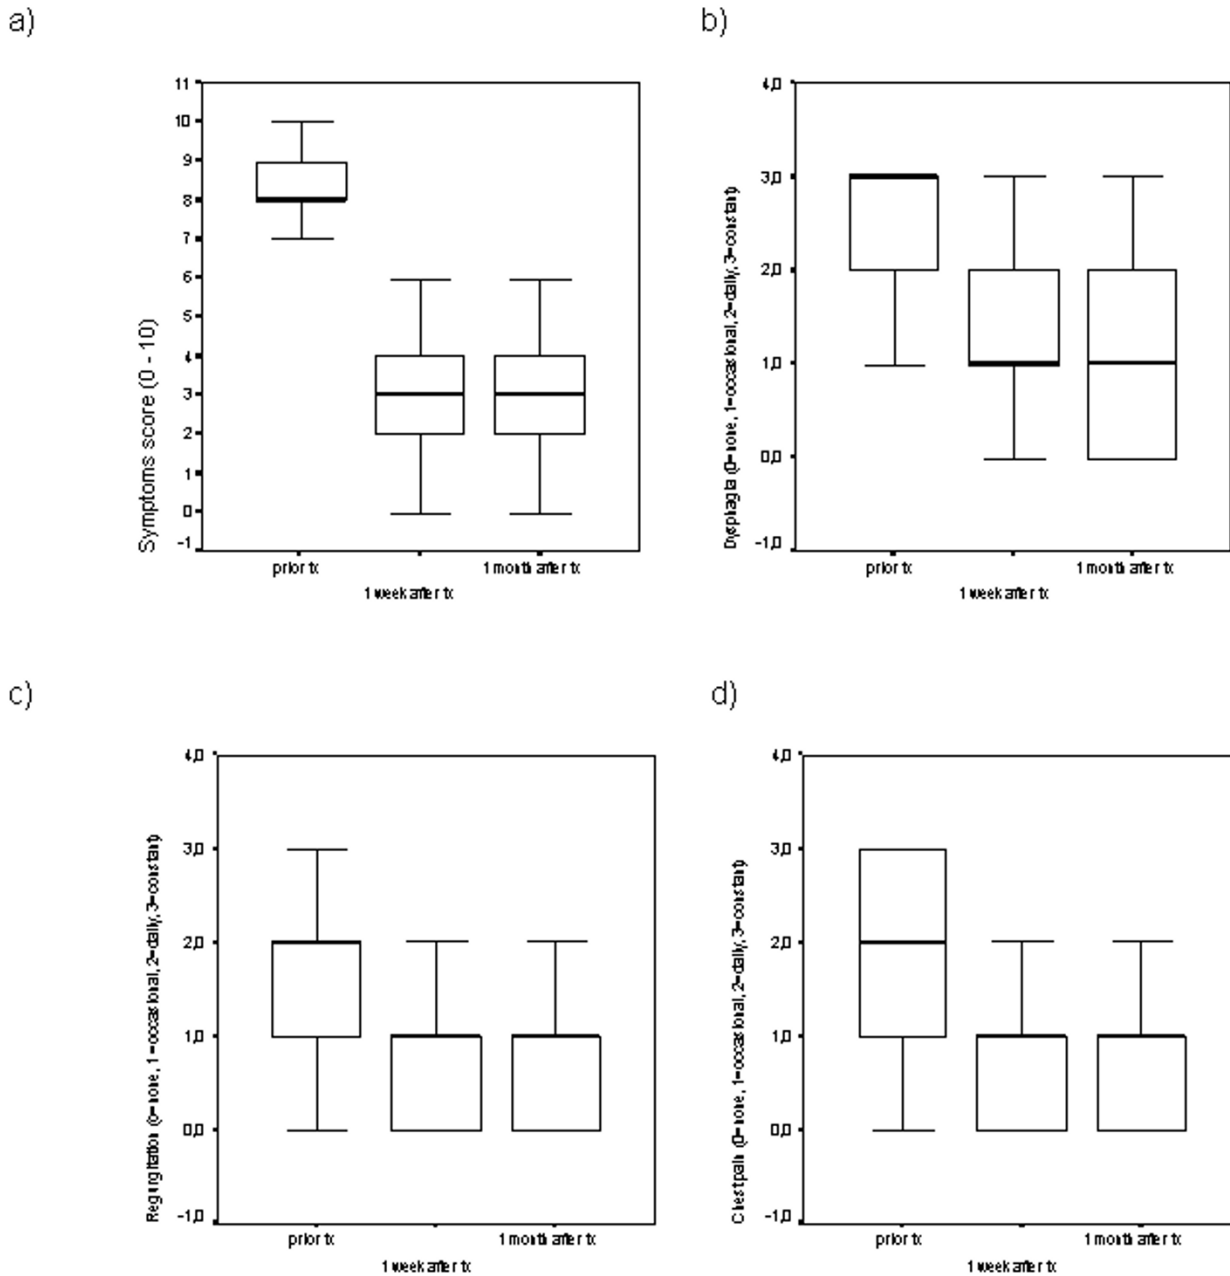 a)
11
10
9
8
7
6
5
4
3
2
1
0
-1
Symptoms score (0 - 10)
prior tx
1 week after tx
1 month after tx
b)
4,0
3,0
2,0
1,0
0,0
-1,0
Dysphagia (0=none, 1=occasional, 2=daily, 3=constant)
prior tx
1 week after tx
1 month after tx
c)
4,0
3,0
2,0
1,0
0,0
-1,0
Regurgitation (0=none, 1=occasional, 2=daily, 3=constant)
prior tx
1 week after tx
1 month after tx
d)
4,0
3,0
2,0
1,0
0,0
-1,0
Chest pain (0=none, 1=occasional, 2=daily, 3=constant)
prior tx
1 week after tx
1 month after tx